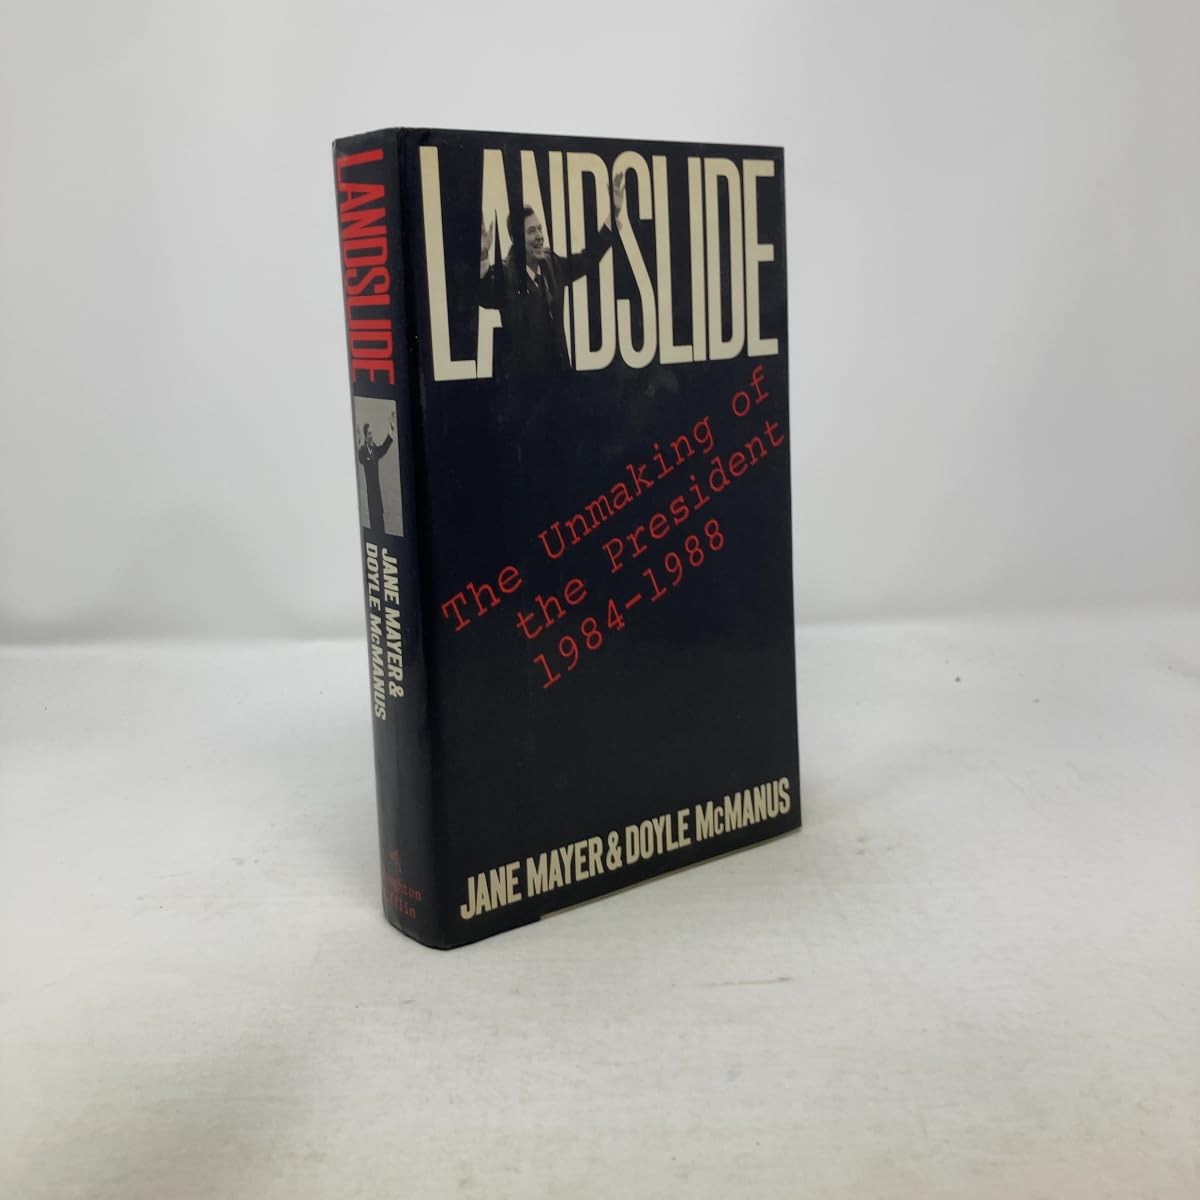 LANDSLIDE
The Unmaking of
the President
1984-1988
JANE MAYER & DOYLE McMANUS
LANDSLIDE
JANE MAYER &
DOYLE McMANUS